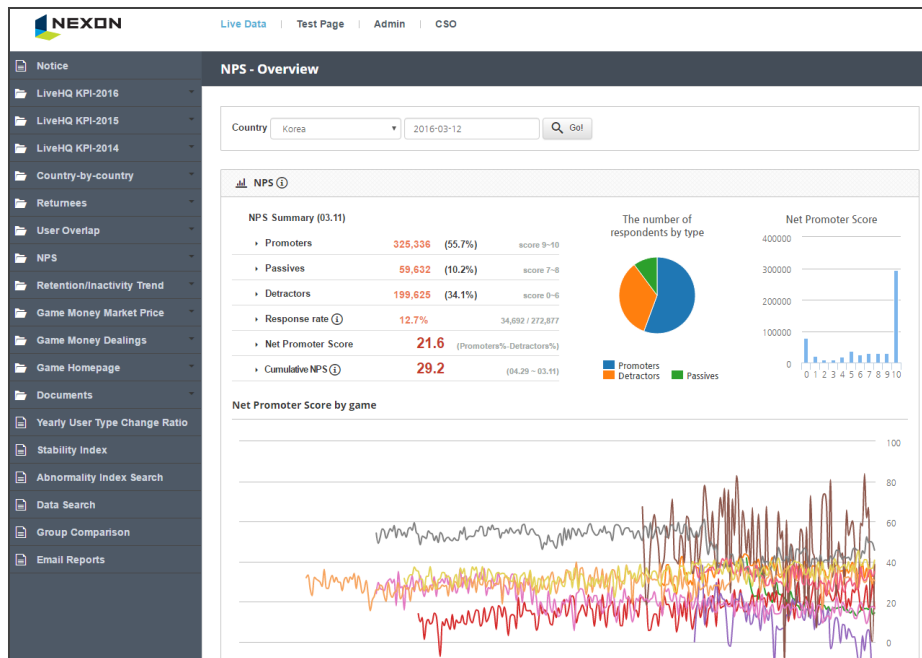 NEXON
Live Data | Test Page | Admin | CSO
Notice
LiveHQ KPI-2016
LiveHQ KPI-2015
LiveHQ KPI-2014
Country-by-country
Returnees
User Overlap
NPS
Retention/Inactivity Trend
Game Money Market Price
Game Money Dealings
Game Homepage
Documents
Yearly User Type Change Ratio
Stability Index
Abnormality Index Search
Data Search
Group Comparison
Email Reports
NPS - Overview
Country Korea 2016-03-12 Go!
NPS
NPS Summary (03.11)
Promoters 325,336 (55.7%) score 9~10
Passives 59,632 (10.2%) score 7~8
Detractors 199,625 (34.1%) score 0~6
Response rate 12.7% 34,692 / 272,877
Net Promoter Score 21.6 (Promoters%-Detractors%)
Cumulative NPS 29.2 (04.29 ~ 03.11)
The number of
respondents by type
Promoters
Detractors Passives
Net Promoter Score
400000
300000
200000
100000
0
0 1 2 3 4 5 6 7 8 9 10
Net Promoter Score by game
100
80
60
40
20
0